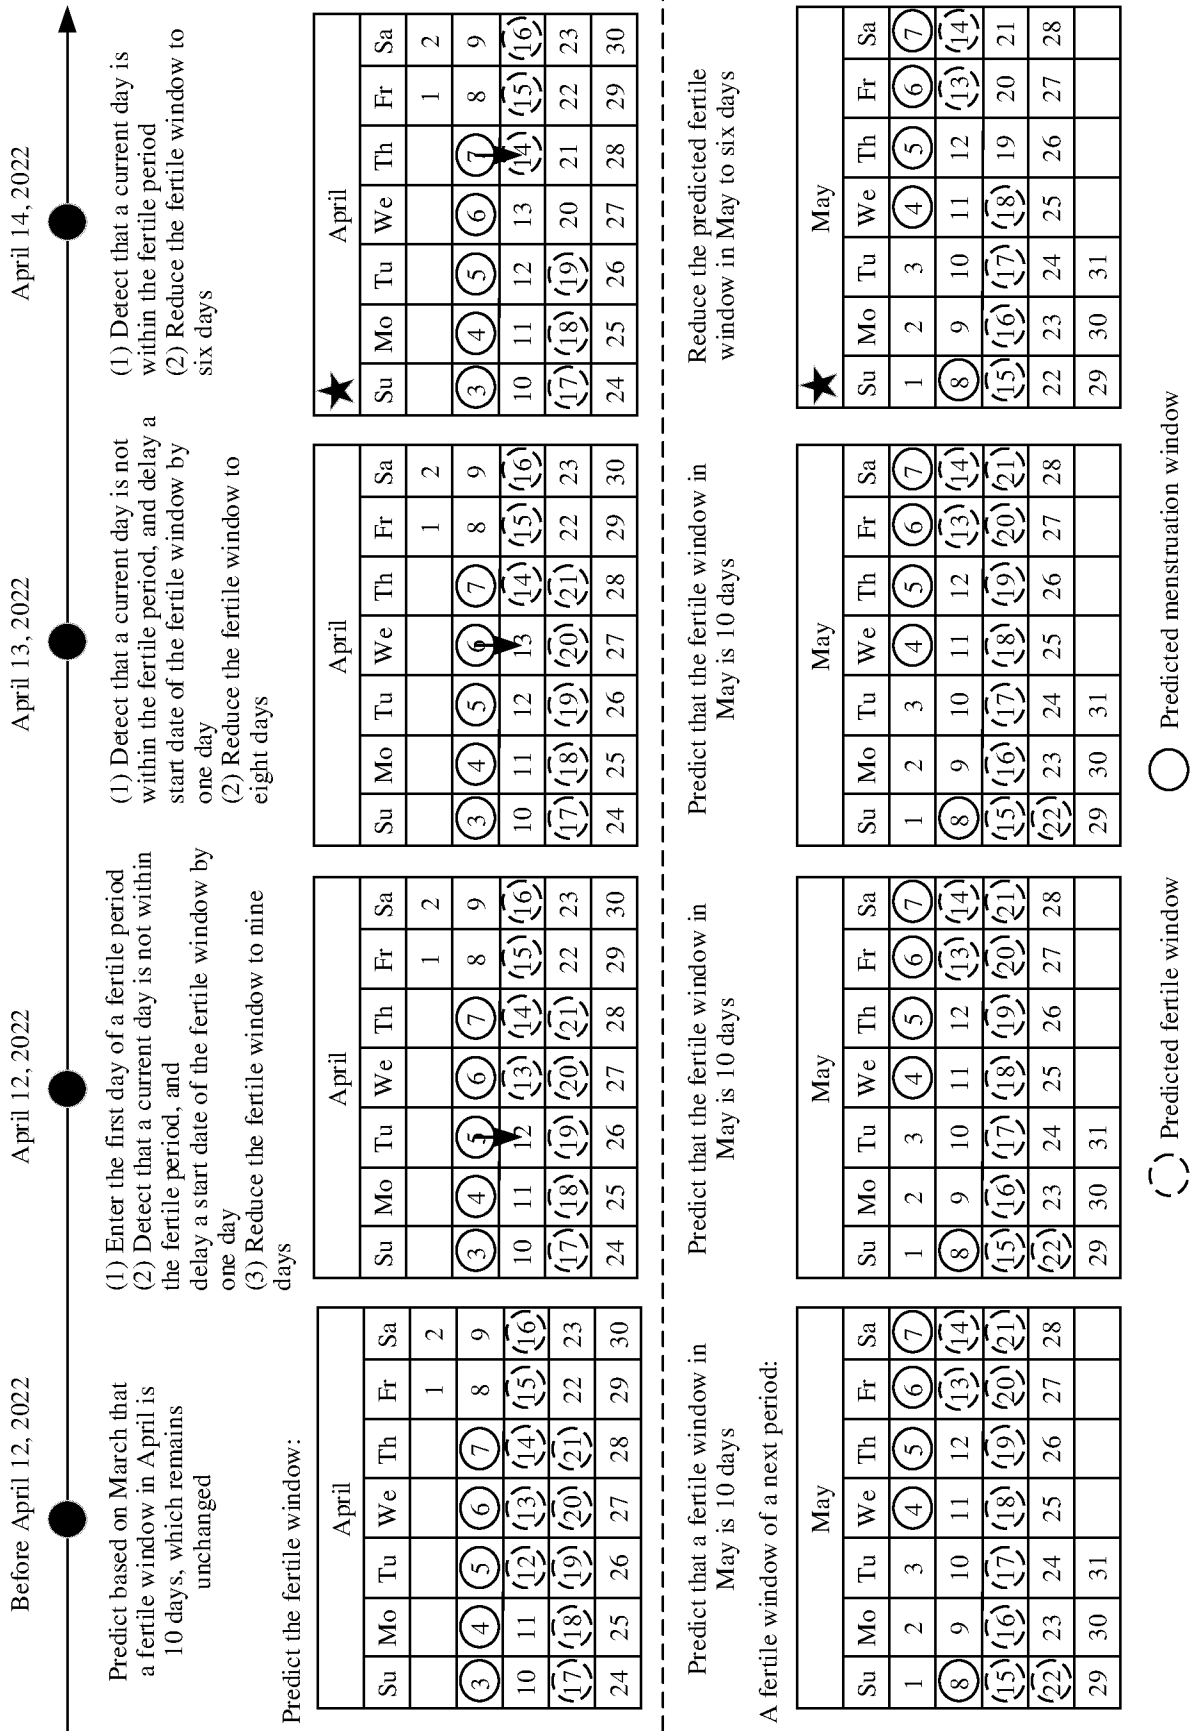 Before April 12, 2022
April 12, 2022
April 13, 2022
April 14, 2022
Predict based on March that
a fertile window in April is
10 days, which remains
unchanged
(1) Enter the first day of a fertile period
(2) Detect that a current day is not within
the fertile period, and
delay a start date of the fertile window by
one day
(3) Reduce the fertile window to nine
days
(1) Detect that a current day is not
within the fertile period, and delay a
start date of the fertile window by
one day
(2) Reduce the fertile window to
eight days
(1) Detect that a current day is
within the fertile period
(2) Reduce the fertile window to
six days
Predict the fertile window:
April
Su Mo Tu We Th Fr Sa
1 2
3 4 5 6 7 8 9
10 11 12 13 14 15 16
17 18 19 20 21 22 23
24 25 26 27 28 29 30
April
Su Mo Tu We Th Fr Sa
1 2
3 4 5 6 7 8 9
10 11 12 13 14 15 16
17 18 19 20 21 22 23
24 25 26 27 28 29 30
April
Su Mo Tu We Th Fr Sa
1 2
3 4 5 6 7 8 9
10 11 12 13 14 15 16
17 18 19 20 21 22 23
24 25 26 27 28 29 30
April
Su Mo Tu We Th Fr Sa
1 2
3 4 5 6 7 8 9
10 11 12 13 14 15 16
17 18 19 20 21 22 23
24 25 26 27 28 29 30
Predict that a fertile window in
May is 10 days
Predict that the fertile window in
May is 10 days
Predict that the fertile window in
May is 10 days
Reduce the predicted fertile
window in May to six days
A fertile window of a next period:
May
Su Mo Tu We Th Fr Sa
1 2 3 4 5 6 7
8 9 10 11 12 13 14
15 16 17 18 19 20 21
22 23 24 25 26 27 28
29 30 31
May
Su Mo Tu We Th Fr Sa
1 2 3 4 5 6 7
8 9 10 11 12 13 14
15 16 17 18 19 20 21
22 23 24 25 26 27 28
29 30 31
May
Su Mo Tu We Th Fr Sa
1 2 3 4 5 6 7
8 9 10 11 12 13 14
15 16 17 18 19 20 21
22 23 24 25 26 27 28
29 30 31
May
Su Mo Tu We Th Fr Sa
1 2 3 4 5 6 7
8 9 10 11 12 13 14
15 16 17 18 19 20 21
22 23 24 25 26 27 28
29 30 31
Predicted fertile window
Predicted menstruation window